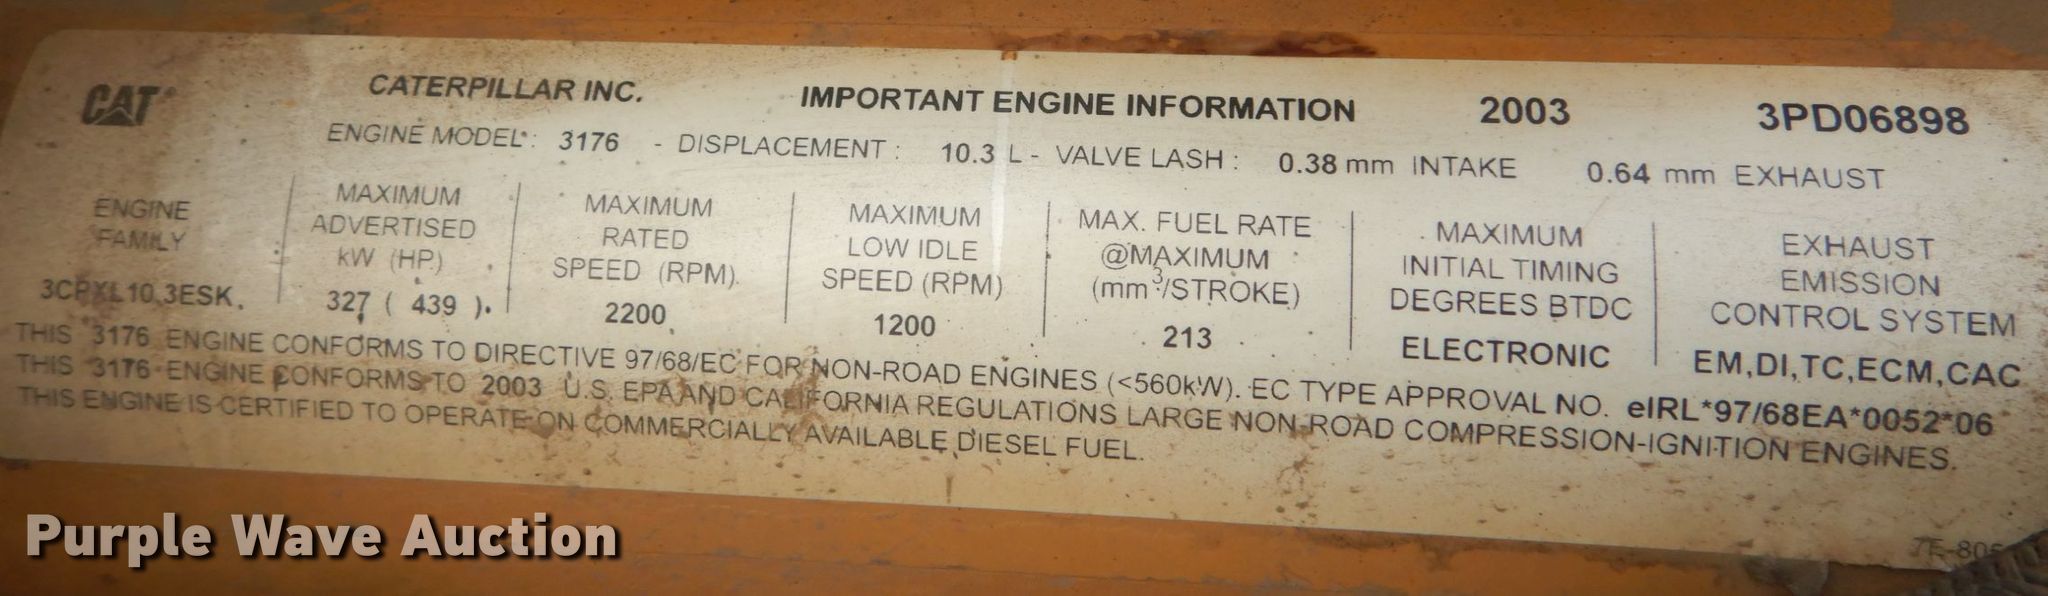 CAT CATERPILLAR INC. IMPORTANT ENGINE INFORMATION 2003 3PD06898
ENGINE MODEL: 3176 - DISPLACEMENT: 10.3 L - VALVE LASH: 0.38 mm INTAKE 0.64 mm EXHAUST
ENGINE
FAMILY
3CPXL10.3ESK.
MAXIMUM
ADVERTISED
kW (HP)
327 ( 439 ).
MAXIMUM
RATED
SPEED (RPM)
2200
MAXIMUM
LOW IDLE
SPEED (RPM)
1200
MAX. FUEL RATE
@MAXIMUM
(mm³/STROKE)
213
MAXIMUM
INITIAL TIMING
DEGREES BTDC
ELECTRONIC
EXHAUST
EMISSION
CONTROL SYSTEM
EM,DI,TC,ECM,CAC
THIS 3176 ENGINE CONFORMS TO DIRECTIVE 97/68/EC FOR NON-ROAD ENGINES (<560kW). EC TYPE APPROVAL NO. eIRL*97/68EA*0052*06
THIS 3176 ENGINE CONFORMS TO 2003 U.S. EPA AND CALIFORNIA REGULATIONS LARGE NON-ROAD COMPRESSION-IGNITION ENGINES.
THIS ENGINE IS CERTIFIED TO OPERATE ON COMMERCIALLY AVAILABLE DIESEL FUEL.
Purple Wave Auction